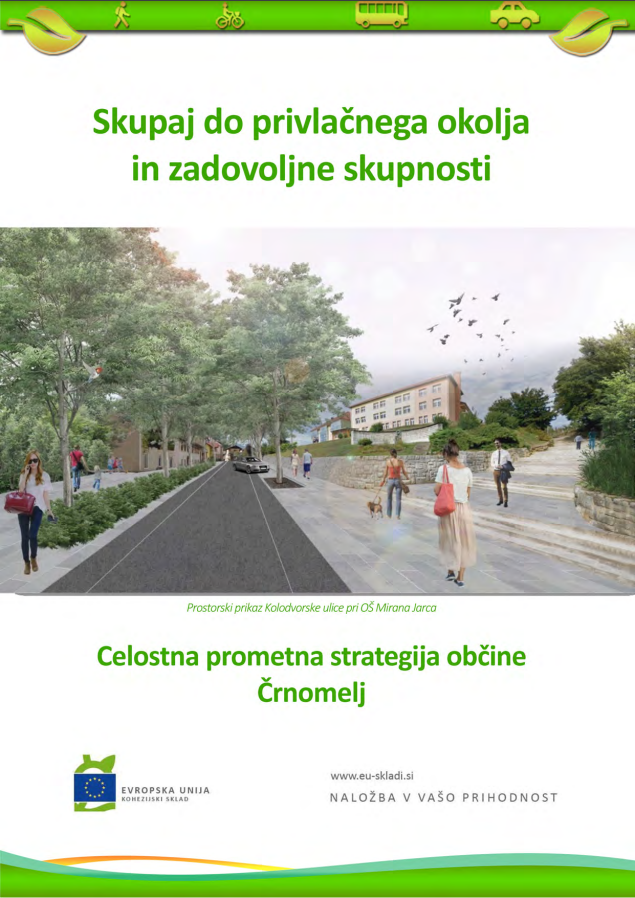 Skupaj do privlačnega okolja
in zadovoljne skupnosti
Prostorski prikaz Kolodvorske ulice pri OŠ Mirana Jarca
Celostna prometna strategija občine
Črnomelj
EVROPSKA UNIJA
KOHEZIJSKI SKLAD
www.eu-skladi.si
NALOŽBA V VAŠO PRIHODNOST